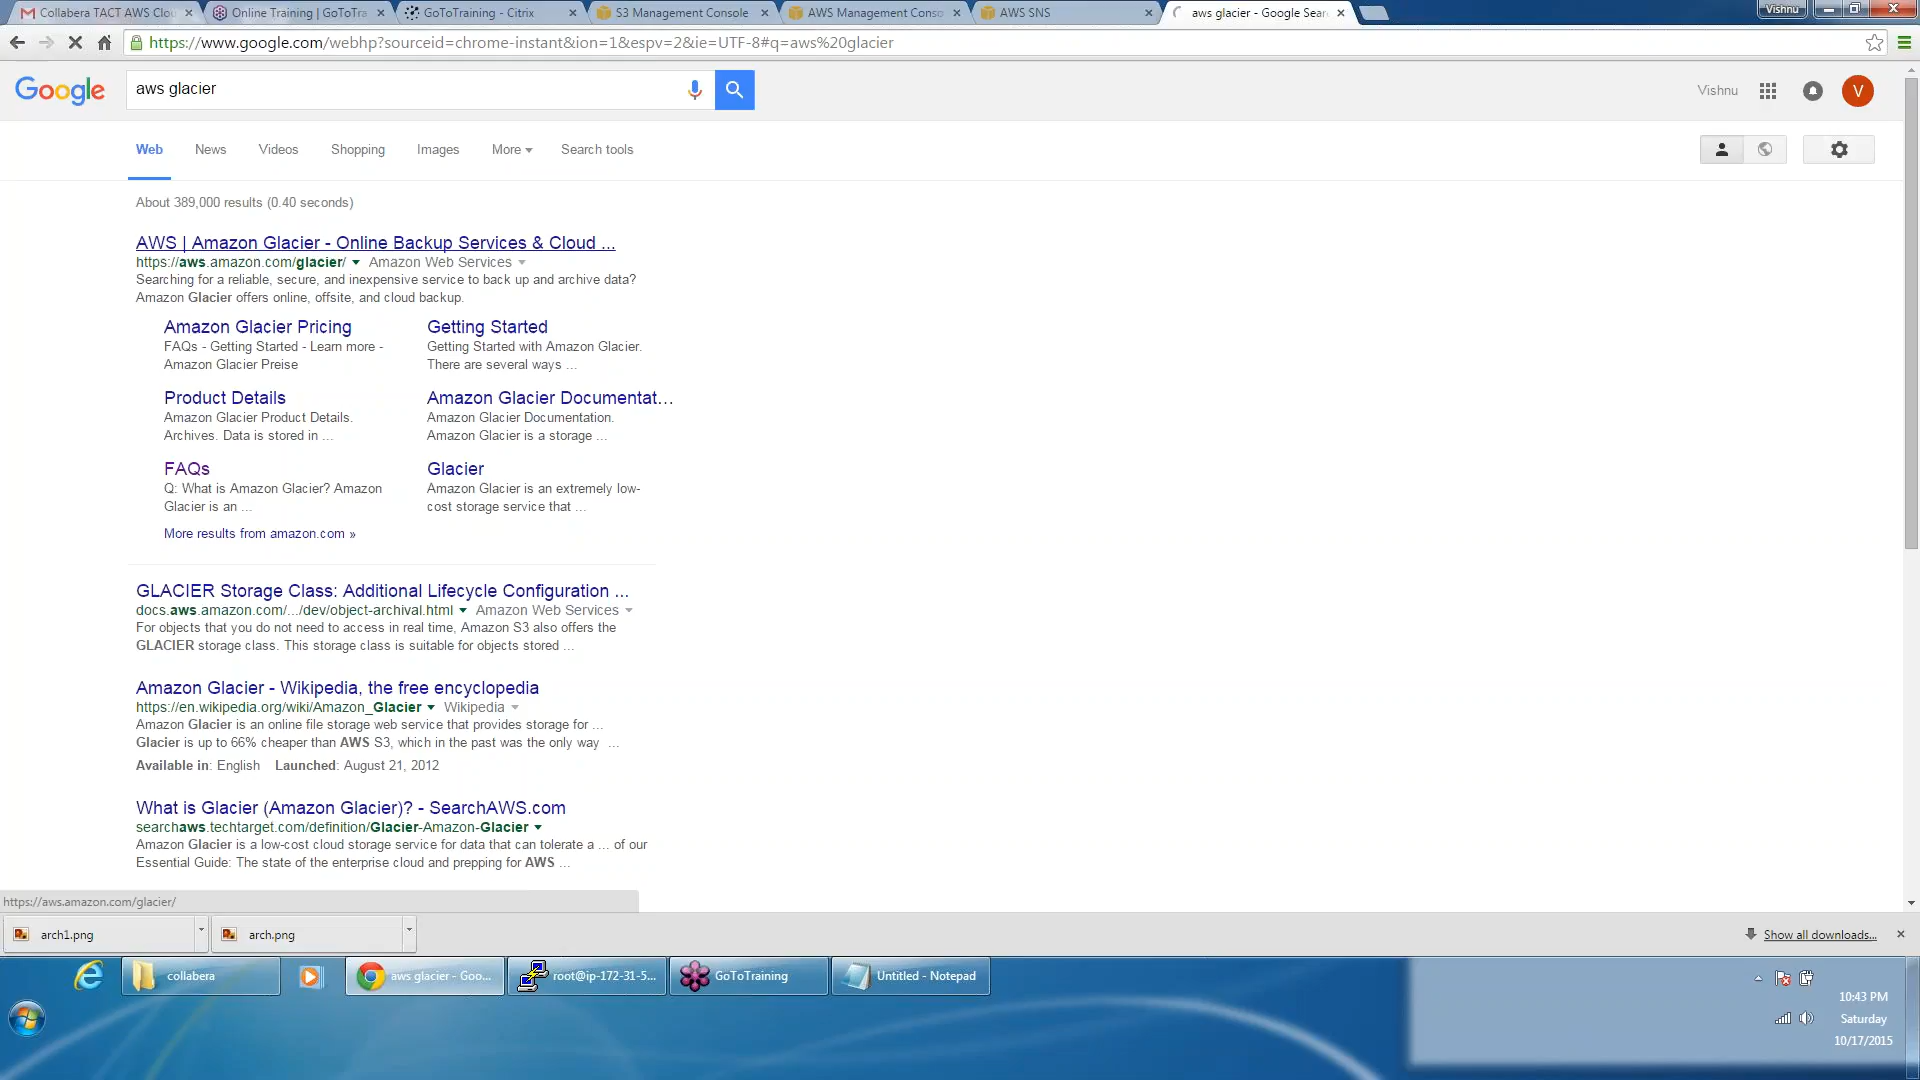 Collabera TACT AWS Clou
Online Training | GoToTra
GoToTraining - Citrix
S3 Management Console
AWS Management Conso
AWS SNS
aws glacier - Google Sear
Vishnu
https://www.google.com/webhp?sourceid=chrome-instant&ion=1&espv=2&ie=UTF-8#q=aws%20glacier
Google
aws glacier
Vishnu
V
Web News Videos Shopping Images More Search tools
About 389,000 results (0.40 seconds)
AWS | Amazon Glacier - Online Backup Services & Cloud ...
https://aws.amazon.com/glacier/ Amazon Web Services
Searching for a reliable, secure, and inexpensive service to back up and archive data?
Amazon Glacier offers online, offsite, and cloud backup.
Amazon Glacier Pricing
FAQs - Getting Started - Learn more -
Amazon Glacier Preise
Getting Started
Getting Started with Amazon Glacier.
There are several ways ...
Product Details
Amazon Glacier Product Details.
Archives. Data is stored in ...
Amazon Glacier Documentat...
Amazon Glacier Documentation.
Amazon Glacier is a storage ...
FAQs
Q: What is Amazon Glacier? Amazon
Glacier is an ...
Glacier
Amazon Glacier is an extremely low-
cost storage service that ...
More results from amazon.com »
GLACIER Storage Class: Additional Lifecycle Configuration ...
docs.aws.amazon.com/.../dev/object-archival.html Amazon Web Services
For objects that you do not need to access in real time, Amazon S3 also offers the
GLACIER storage class. This storage class is suitable for objects stored ...
Amazon Glacier - Wikipedia, the free encyclopedia
https://en.wikipedia.org/wiki/Amazon_Glacier Wikipedia
Amazon Glacier is an online file storage web service that provides storage for ...
Glacier is up to 66% cheaper than AWS S3, which in the past was the only way ...
Available in: English Launched: August 21, 2012
What is Glacier (Amazon Glacier)? - SearchAWS.com
searchaws.techtarget.com/definition/Glacier-Amazon-Glacier
Amazon Glacier is a low-cost cloud storage service for data that can tolerate a ... of our
Essential Guide: The state of the enterprise cloud and prepping for AWS ...
https://aws.amazon.com/glacier/
arch1.png
arch.png
Show all downloads...
collabera
aws glacier - Goo...
root@ip-172-31-5...
GoToTraining
Untitled - Notepad
10:43 PM
Saturday
10/17/2015